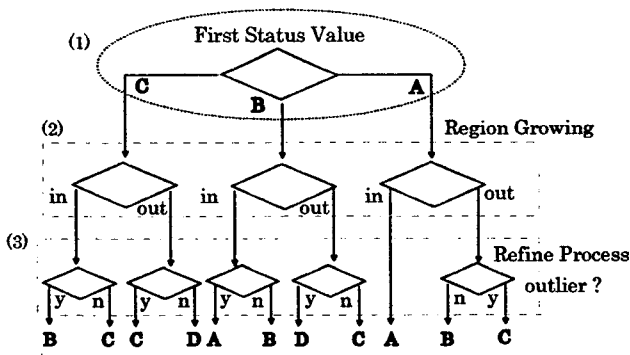 (1) First Status Value
C B A
(2) Region Growing
in out in out in out
(3) Refine Process
outlier ?
y n y n y n y n n y
B C C D A B D C A B C